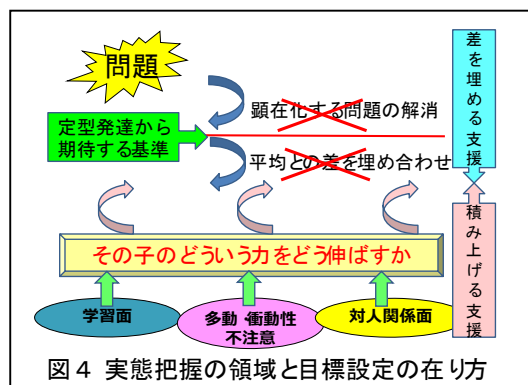 問題
顕在化する問題の解消
定型発達から
期待する基準
平均との差を埋め合わせ
差を埋める支援
積み上げる支援
その子のどういう力をどう伸ばすか
学習面
多動・衝動性
不注意
対人関係面
図4 実態把握の領域と目標設定の在り方